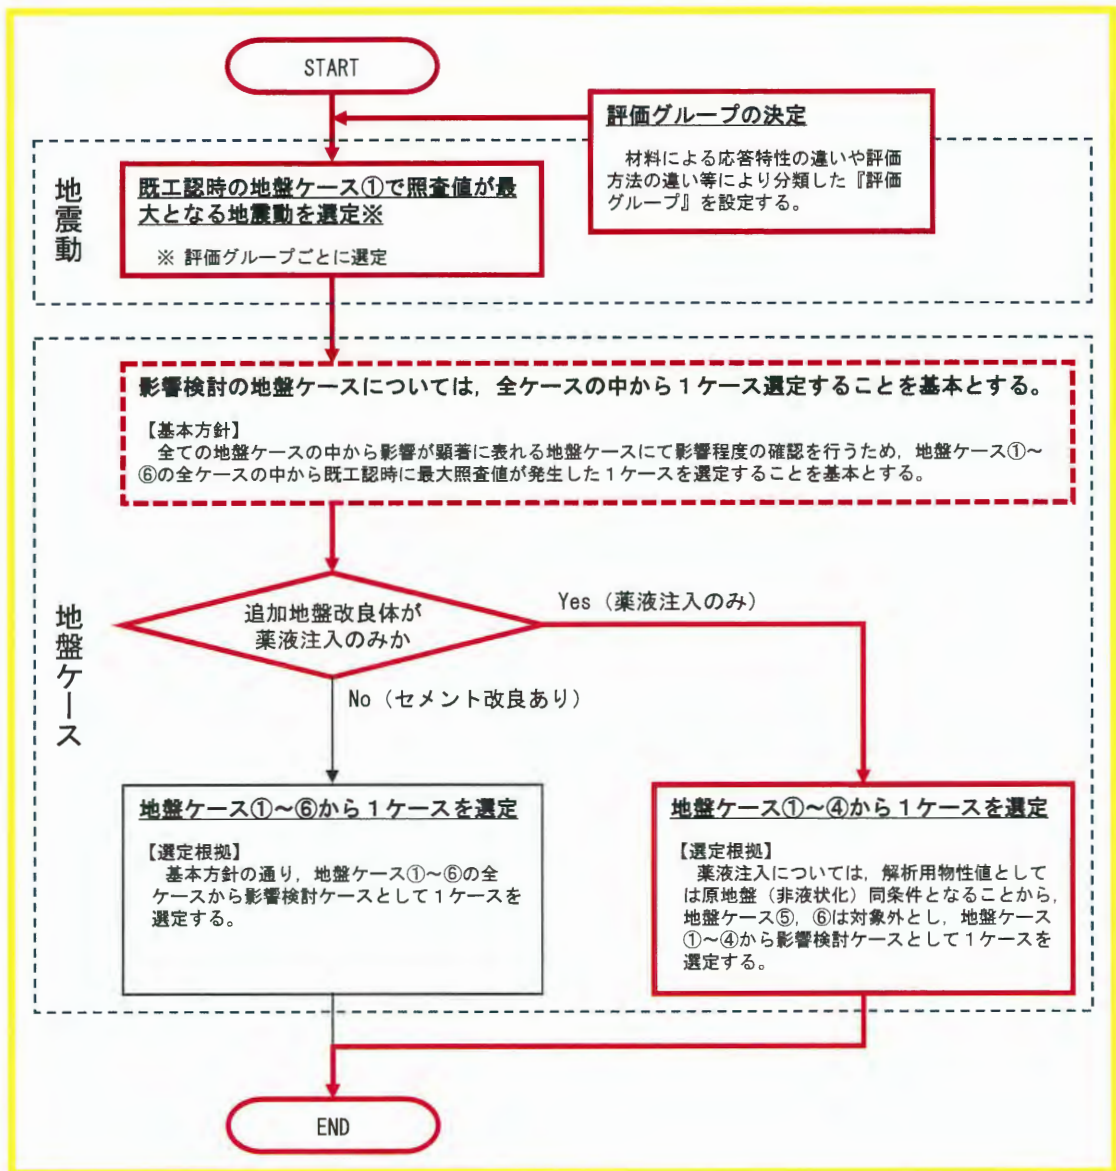 START
評価グループの決定
材料による応答特性の違いや評価
方法の違い等により分類した『評価
グループ』を設定する。
地震動
既工認時の地盤ケース①で照査値が最
大となる地震動を選定※
※ 評価グループごとに選定
地盤ケース
影響検討の地盤ケースについては，全ケースの中から１ケース選定することを基本とする。
【基本方針】
全ての地盤ケースの中から影響が顕著に表れる地盤ケースにて影響程度の確認を行うため，地盤ケース①～
⑥の全ケースの中から既工認時に最大照査値が発生した１ケースを選定することを基本とする。
追加地盤改良体が
薬液注入のみか
Yes（薬液注入のみ）
No（セメント改良あり）
地盤ケース①～⑥から１ケースを選定
【選定根拠】
基本方針の通り，地盤ケース①～⑥の全
ケースから影響検討ケースとして１ケースを
選定する。
地盤ケース①～④から１ケースを選定
【選定根拠】
薬液注入については，解析用物性値として
は原地盤（非液状化）同条件となることから，
地盤ケース⑤，⑥は対象外とし，地盤ケース
①～④から影響検討ケースとして１ケースを
選定する。
END